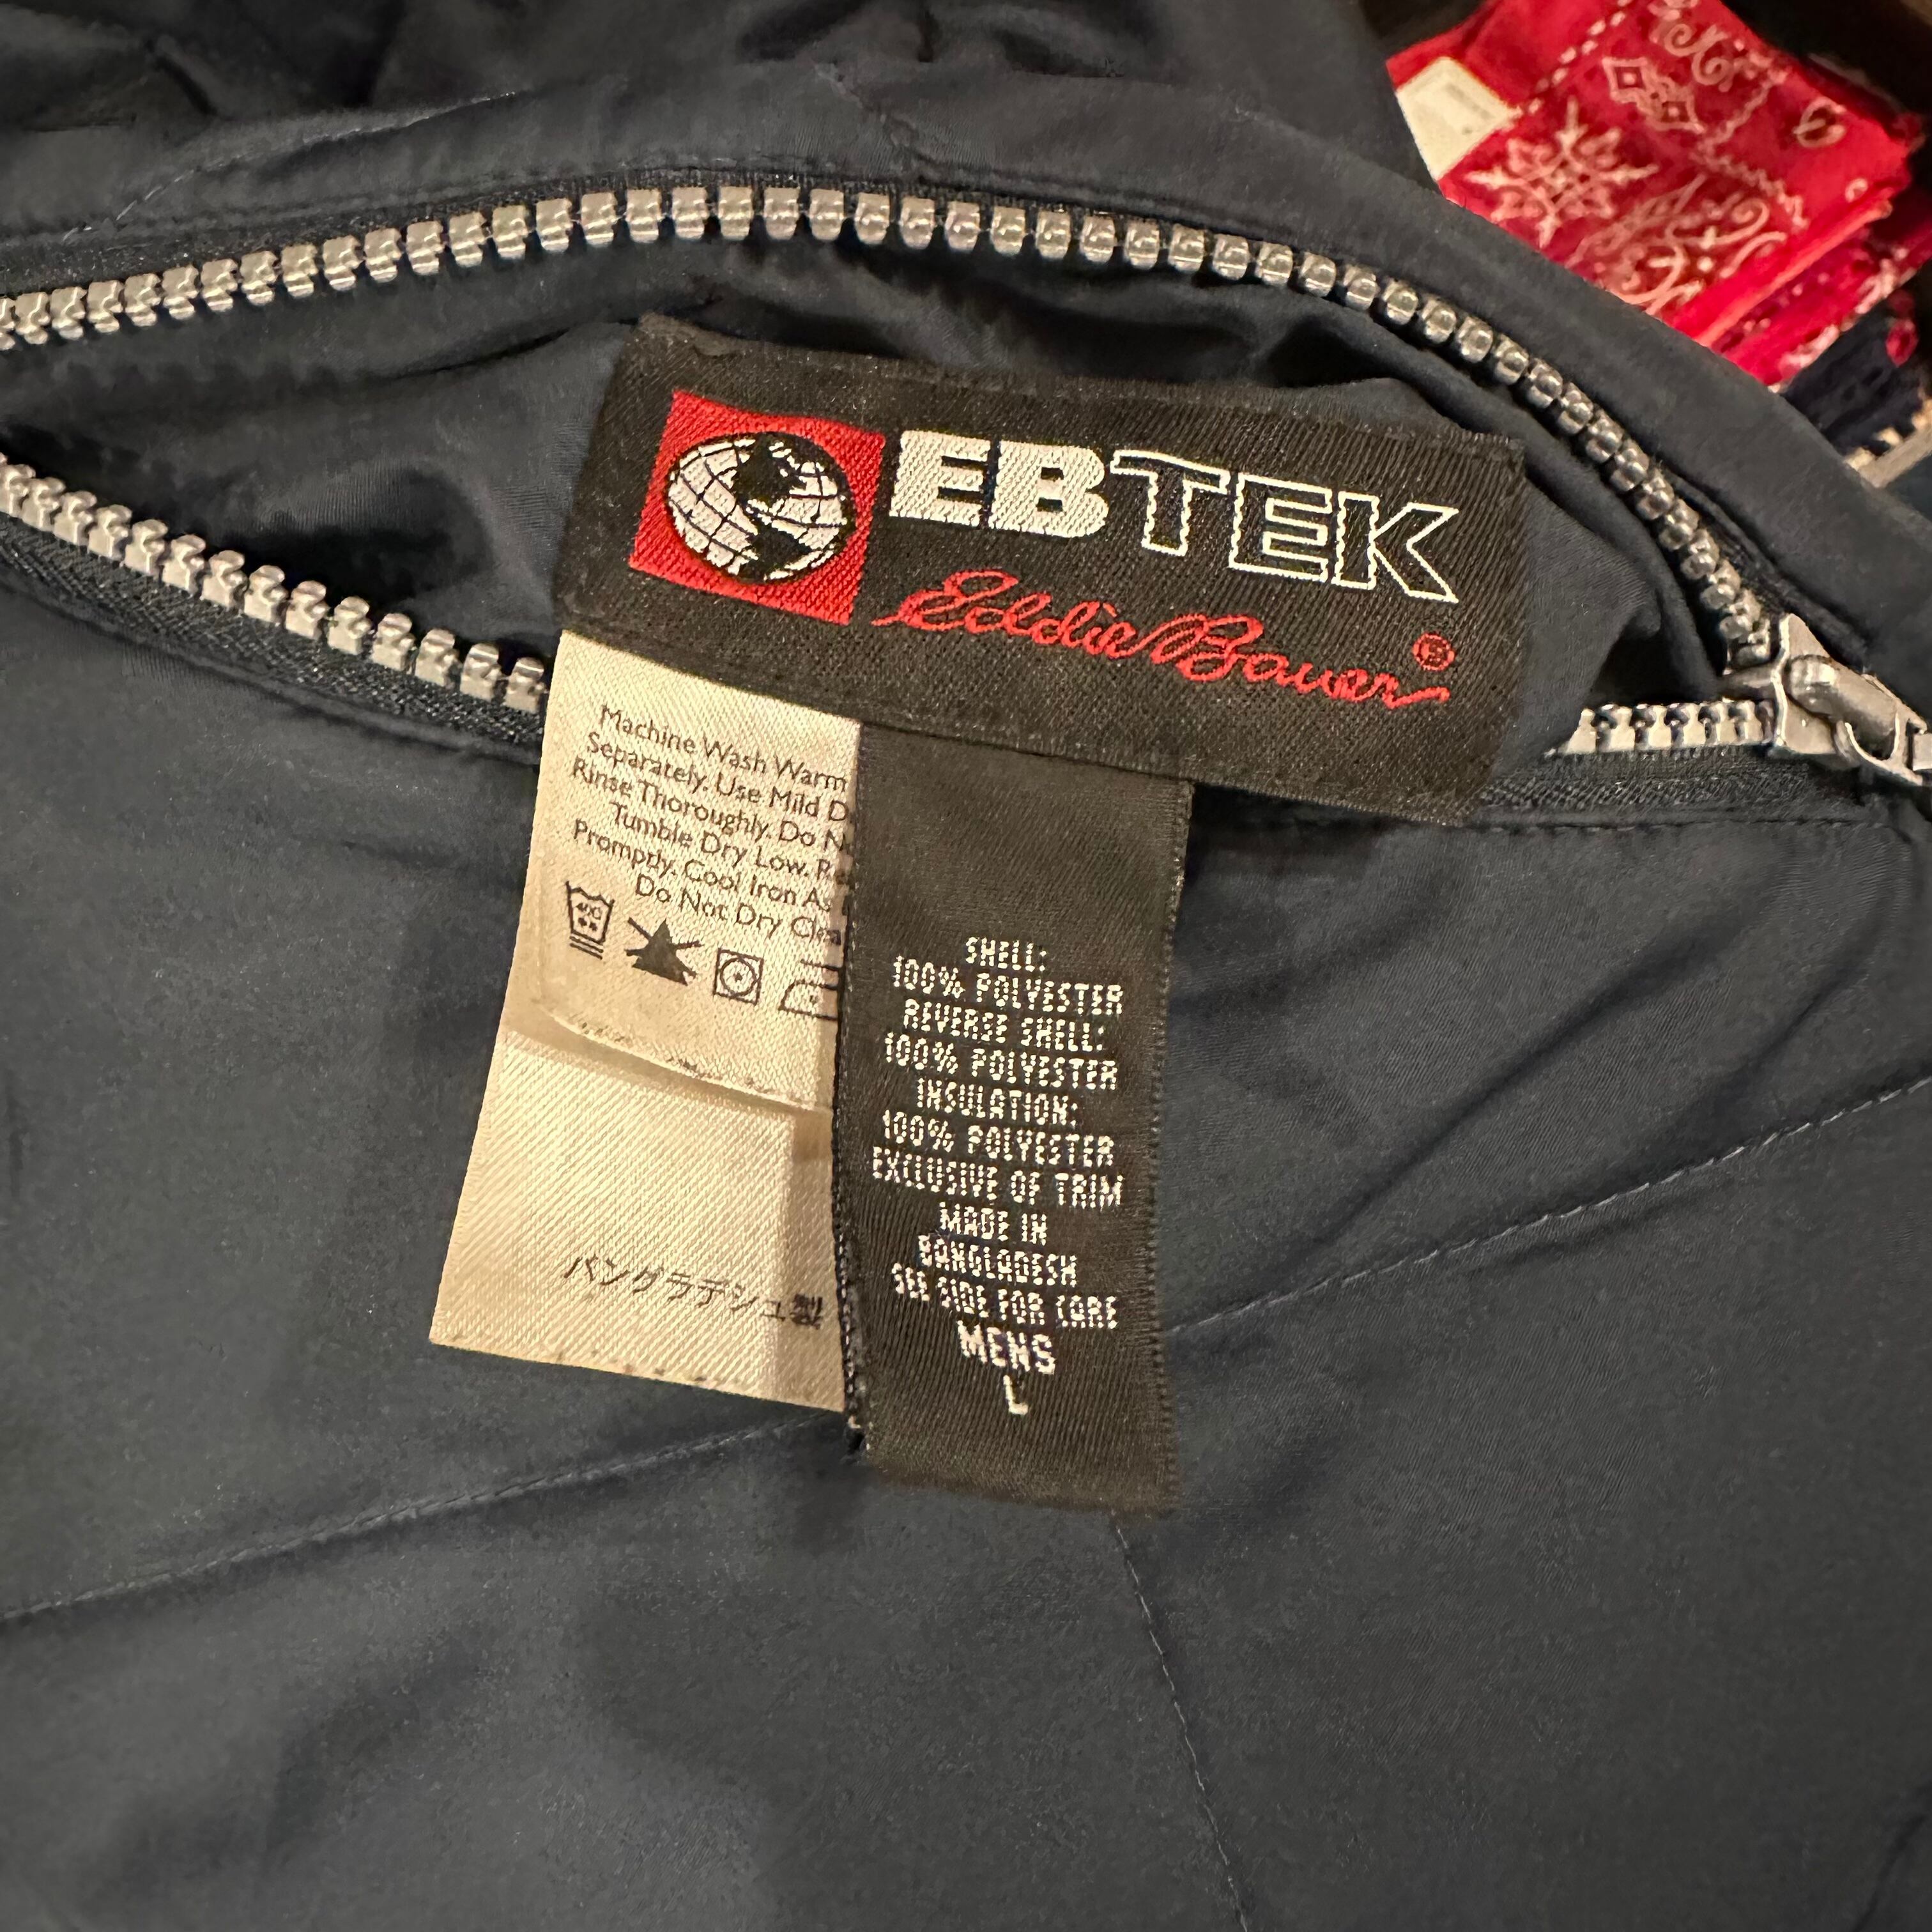 EBTEK
Eddie Bauer ®
Machine Wash Warm
Separately. Use Mild D
Rinse Thoroughly. Do N
Tumble Dry Low. Re
Promptly. Cool Iron As
Do Not Dry Clea
40
バングラデシュ製
SHELL:
100% POLYESTER
REVERSE SHELL:
100% POLYESTER
INSULATION:
100% POLYESTER
EXCLUSIVE OF TRIM
MADE IN
BANGLADESH
SEE SIDE FOR CARE
MENS
L